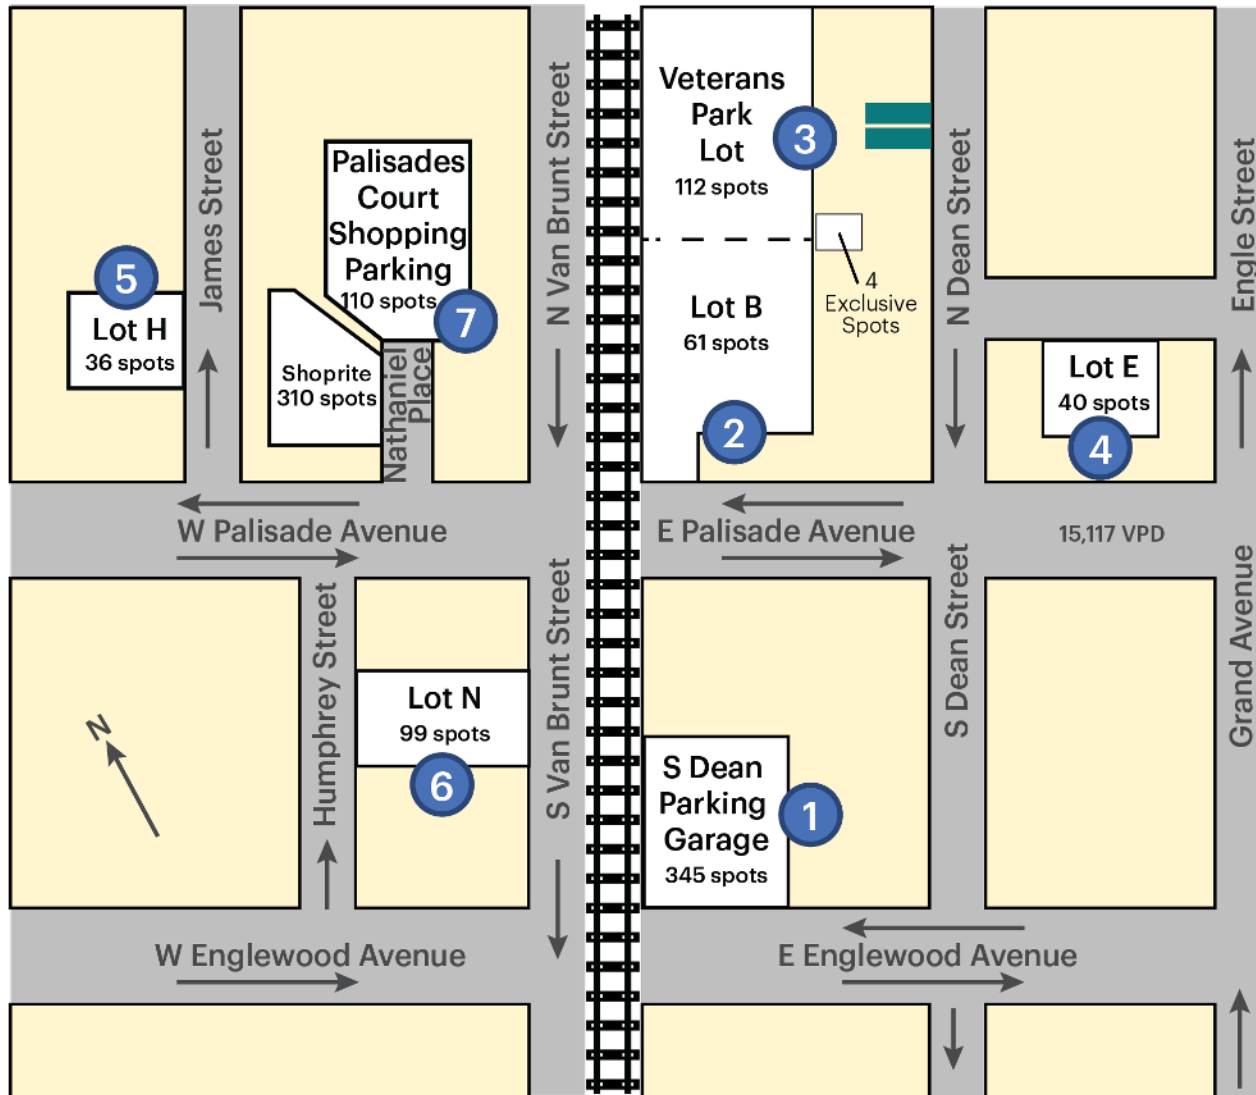 Veterans
Park
Lot
112 spots
3
N Van Brunt Street
James Street
N Dean Street
Engle Street
Palisades
Court
Shopping
Parking
110 spots
7
5
Lot H
36 spots
Shoprite
310 spots
Nathaniel
Place
4
Exclusive
Spots
Lot B
61 spots
2
Lot E
40 spots
4
W Palisade Avenue
E Palisade Avenue
15,117 VPD
Humphrey Street
S Van Brunt Street
S Dean Street
Grand Avenue
N
Lot N
99 spots
6
S Dean
Parking
Garage
345 spots
1
W Englewood Avenue
E Englewood Avenue